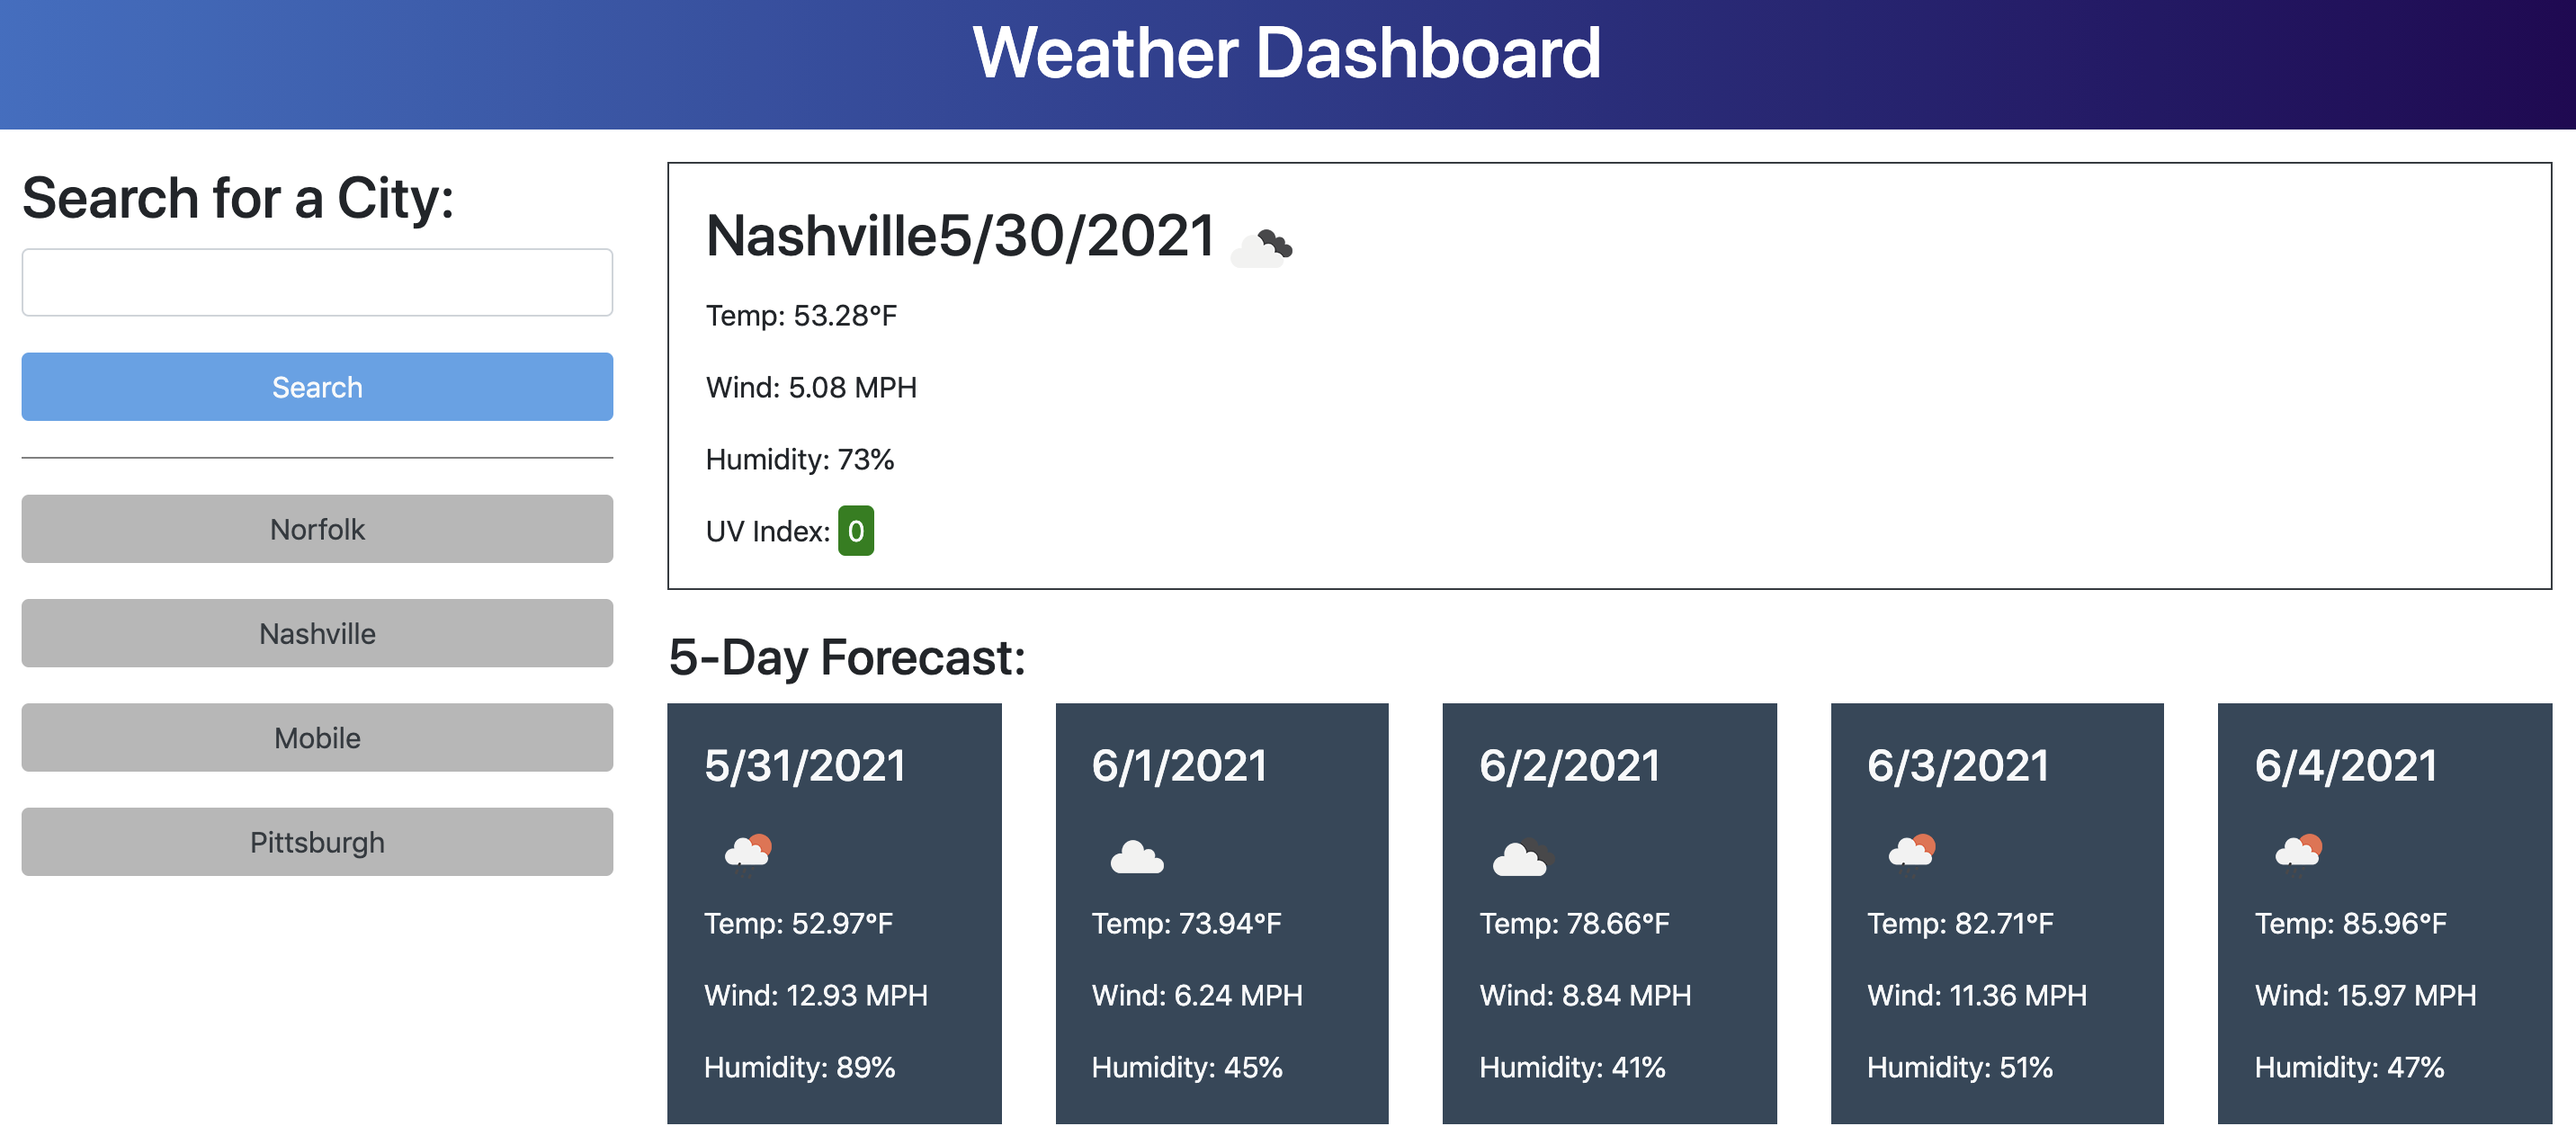 Weather Dashboard
Search for a City:
Search
Norfolk
Nashville
Mobile
Pittsburgh
Nashville5/30/2021
Temp: 53.28°F
Wind: 5.08 MPH
Humidity: 73%
UV Index: 0
5-Day Forecast:
5/31/2021
Temp: 52.97°F
Wind: 12.93 MPH
Humidity: 89%
6/1/2021
Temp: 73.94°F
Wind: 6.24 MPH
Humidity: 45%
6/2/2021
Temp: 78.66°F
Wind: 8.84 MPH
Humidity: 41%
6/3/2021
Temp: 82.71°F
Wind: 11.36 MPH
Humidity: 51%
6/4/2021
Temp: 85.96°F
Wind: 15.97 MPH
Humidity: 47%